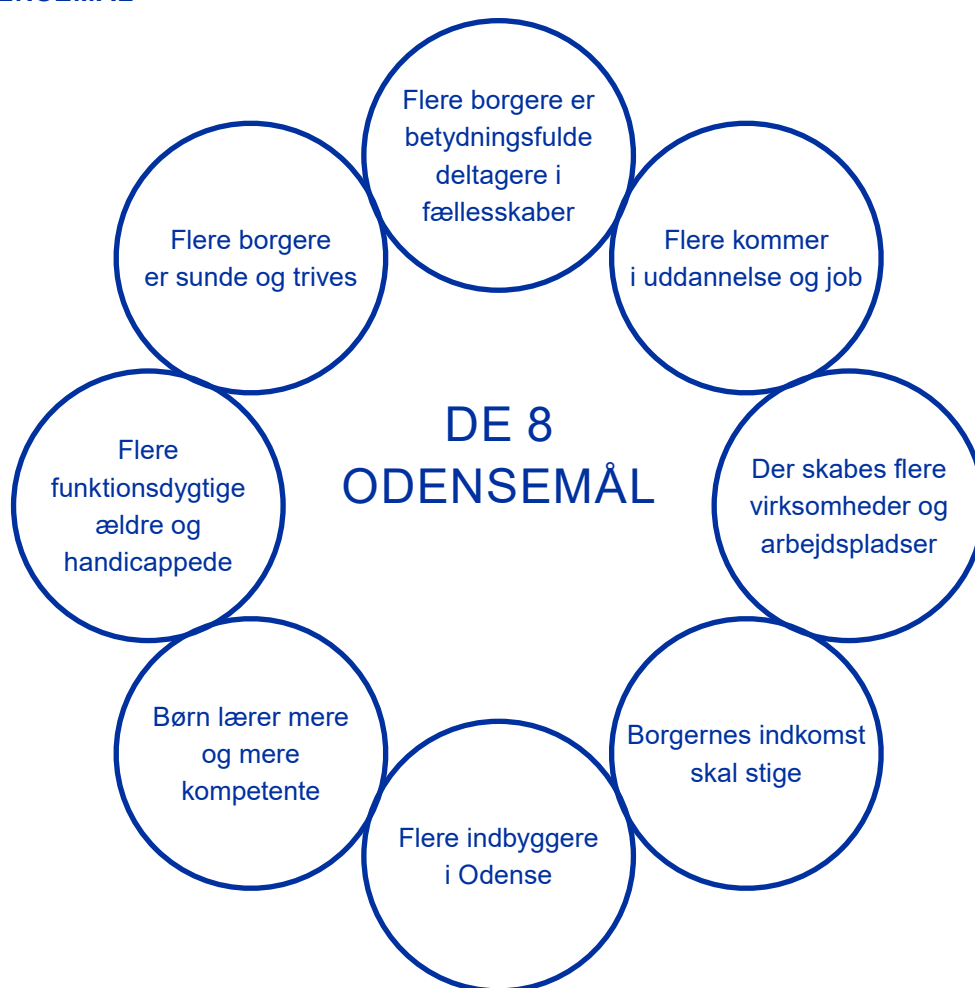 Flere borgere er
betydningsfulde
deltagere i
fællesskaber
Flere kommer
i uddannelse og job
Der skabes flere
virksomheder og
arbejdspladser
Borgernes indkomst
skal stige
Flere indbyggere
i Odense
Børn lærer mere
og mere
kompetente
Flere
funktionsdygtige
ældre og
handicappede
Flere borgere
er sunde og trives
DE 8
ODENSEMÅL